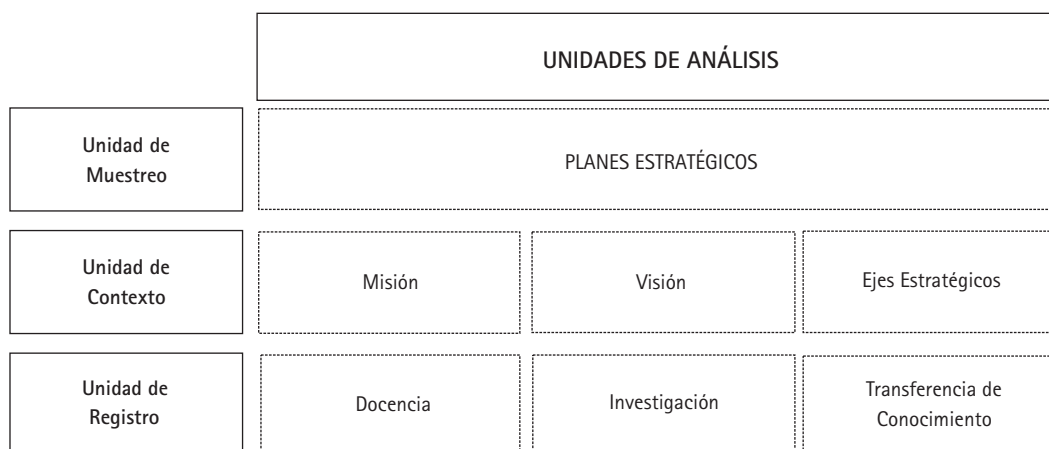 UNIDADES DE ANÁLISIS
Unidad de
Muestreo
PLANES ESTRATÉGICOS
Unidad de
Contexto
Misión
Visión
Ejes Estratégicos
Unidad de
Registro
Docencia
Investigación
Transferencia de
Conocimiento